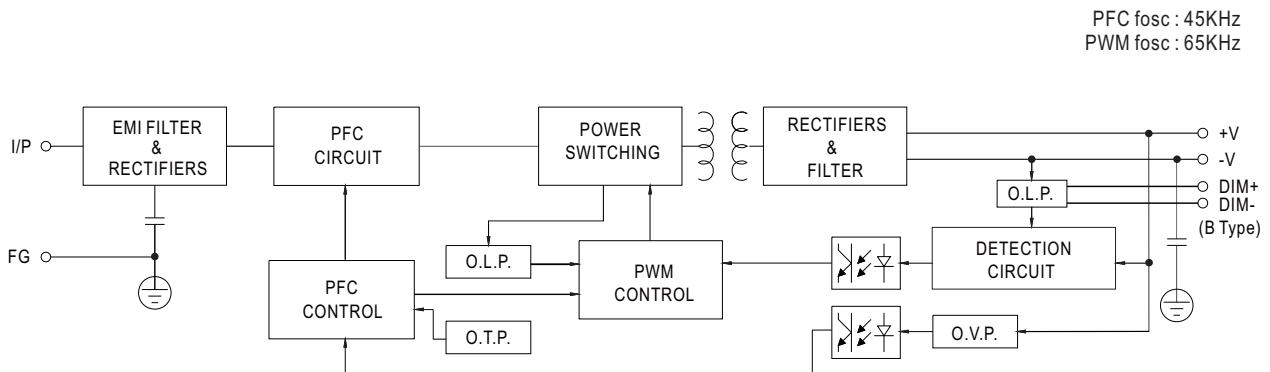 PFC fosc : 45KHz
PWM fosc : 65KHz
I/P
EMI FILTER
&
RECTIFIERS
PFC
CIRCUIT
POWER
SWITCHING
RECTIFIERS
&
FILTER
+V
-V
O.L.P.
DIM+
DIM-
(B Type)
FG
PFC
CONTROL
O.L.P.
PWM
CONTROL
DETECTION
CIRCUIT
O.T.P.
O.V.P.